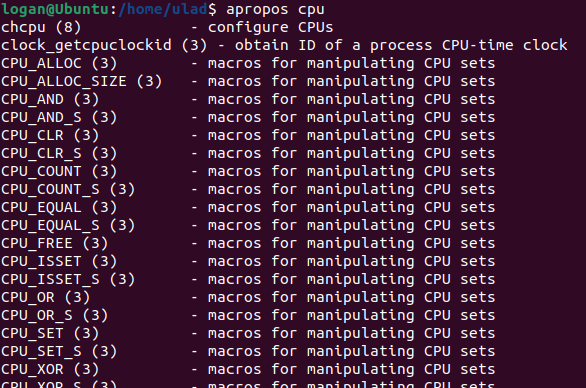 logan@Ubuntu:/home/ulad$ apropos cpu
chcpu (8)            - configure CPUs
clock_getcpuclockid (3) - obtain ID of a process CPU-time clock
CPU_ALLOC (3)        - macros for manipulating CPU sets
CPU_ALLOC_SIZE (3)   - macros for manipulating CPU sets
CPU_AND (3)          - macros for manipulating CPU sets
CPU_AND_S (3)        - macros for manipulating CPU sets
CPU_CLR (3)          - macros for manipulating CPU sets
CPU_CLR_S (3)        - macros for manipulating CPU sets
CPU_COUNT (3)        - macros for manipulating CPU sets
CPU_COUNT_S (3)      - macros for manipulating CPU sets
CPU_EQUAL (3)        - macros for manipulating CPU sets
CPU_EQUAL_S (3)      - macros for manipulating CPU sets
CPU_FREE (3)         - macros for manipulating CPU sets
CPU_ISSET (3)        - macros for manipulating CPU sets
CPU_ISSET_S (3)      - macros for manipulating CPU sets
CPU_OR (3)           - macros for manipulating CPU sets
CPU_OR_S (3)         - macros for manipulating CPU sets
CPU_SET (3)          - macros for manipulating CPU sets
CPU_SET_S (3)        - macros for manipulating CPU sets
CPU_XOR (3)          - macros for manipulating CPU sets
CPU_XOR_S (3)        - macros for manipulating CPU sets